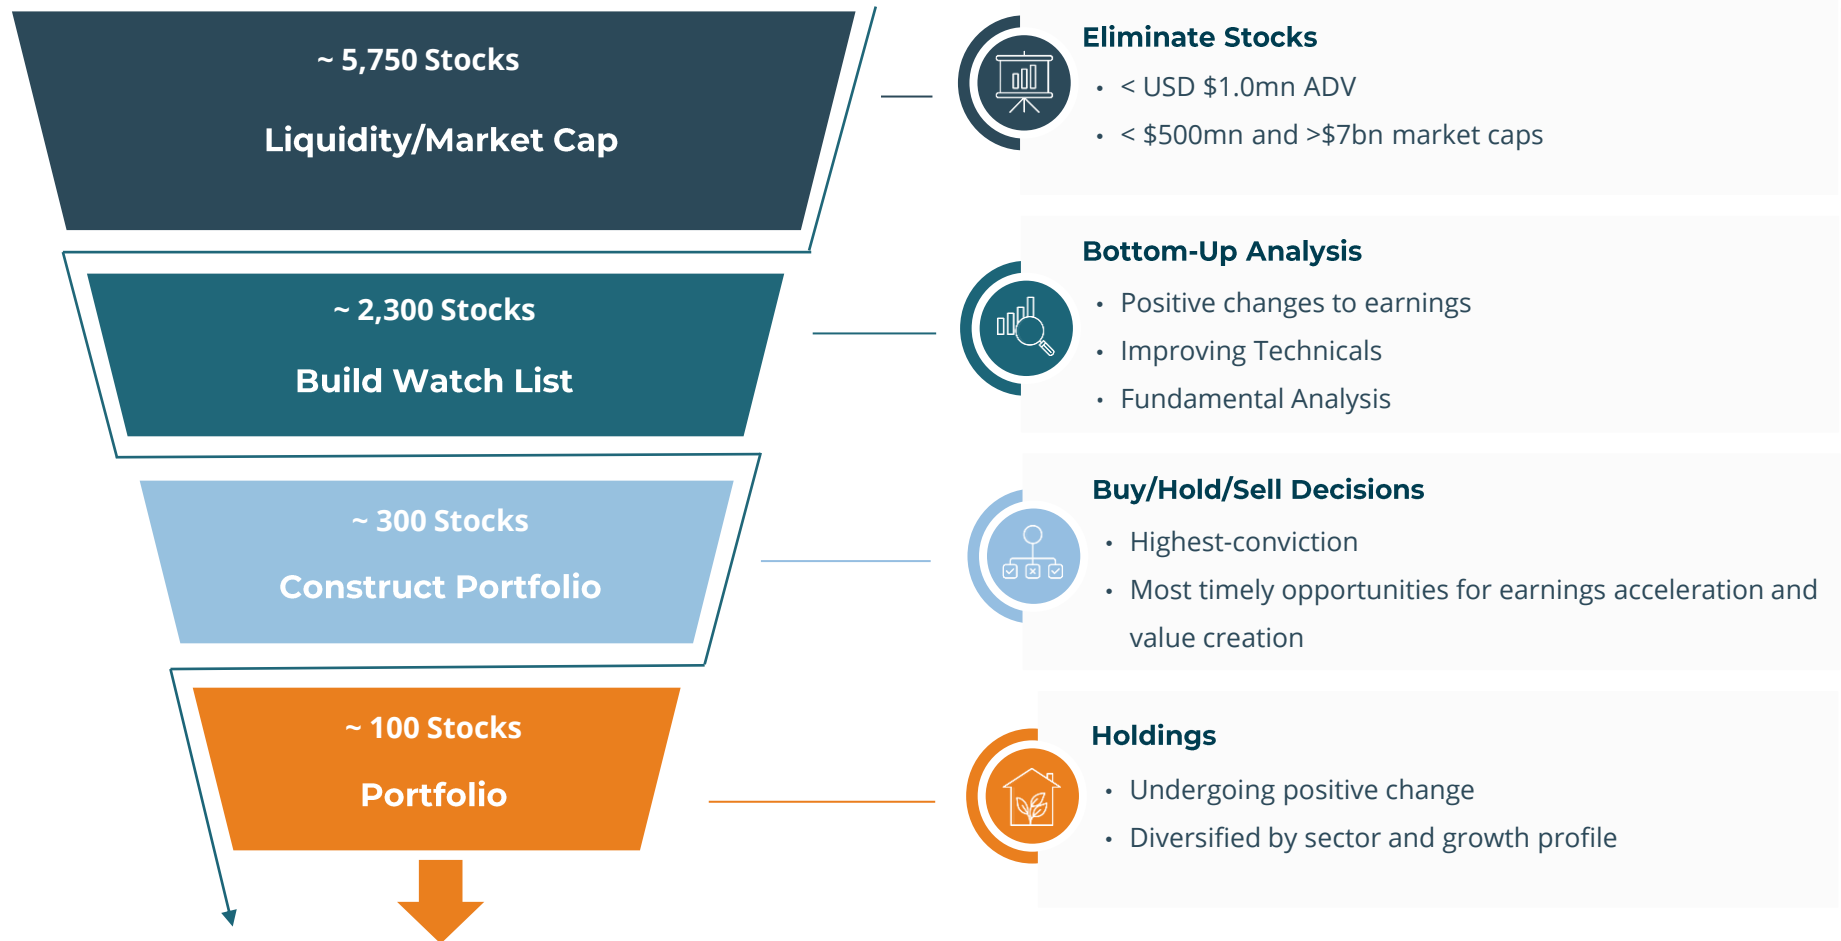 ~ 5,750 Stocks
Liquidity/Market Cap
Eliminate Stocks
• < USD $1.0mn ADV
• < $500mn and >$7bn market caps
~ 2,300 Stocks
Build Watch List
Bottom-Up Analysis
• Positive changes to earnings
• Improving Technicals
• Fundamental Analysis
~ 300 Stocks
Construct Portfolio
Buy/Hold/Sell Decisions
• Highest-conviction
• Most timely opportunities for earnings acceleration and
value creation
~ 100 Stocks
Portfolio
Holdings
• Undergoing positive change
• Diversified by sector and growth profile